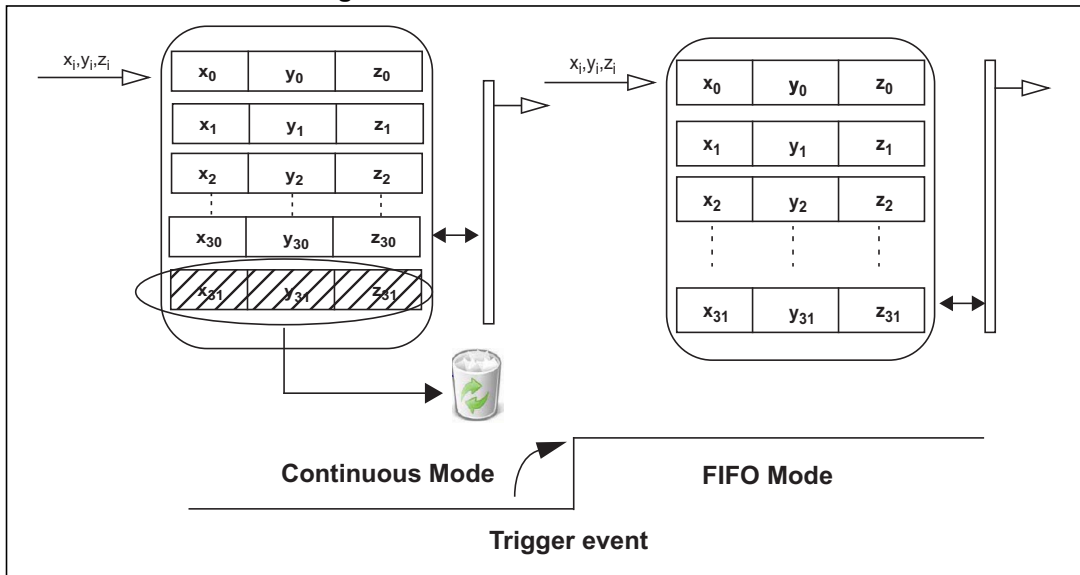 xᵢ,yᵢ,zᵢ
x₀ y₀ z₀
x₁ y₁ z₁
x₂ y₂ z₂
x₃₀ y₃₀ z₃₀
x₃₁ y₃₁ z₃₁
xᵢ,yᵢ,zᵢ
x₀ y₀ z₀
x₁ y₁ z₁
x₂ y₂ z₂
x₃₁ y₃₁ z₃₁
Continuous Mode
FIFO Mode
Trigger event